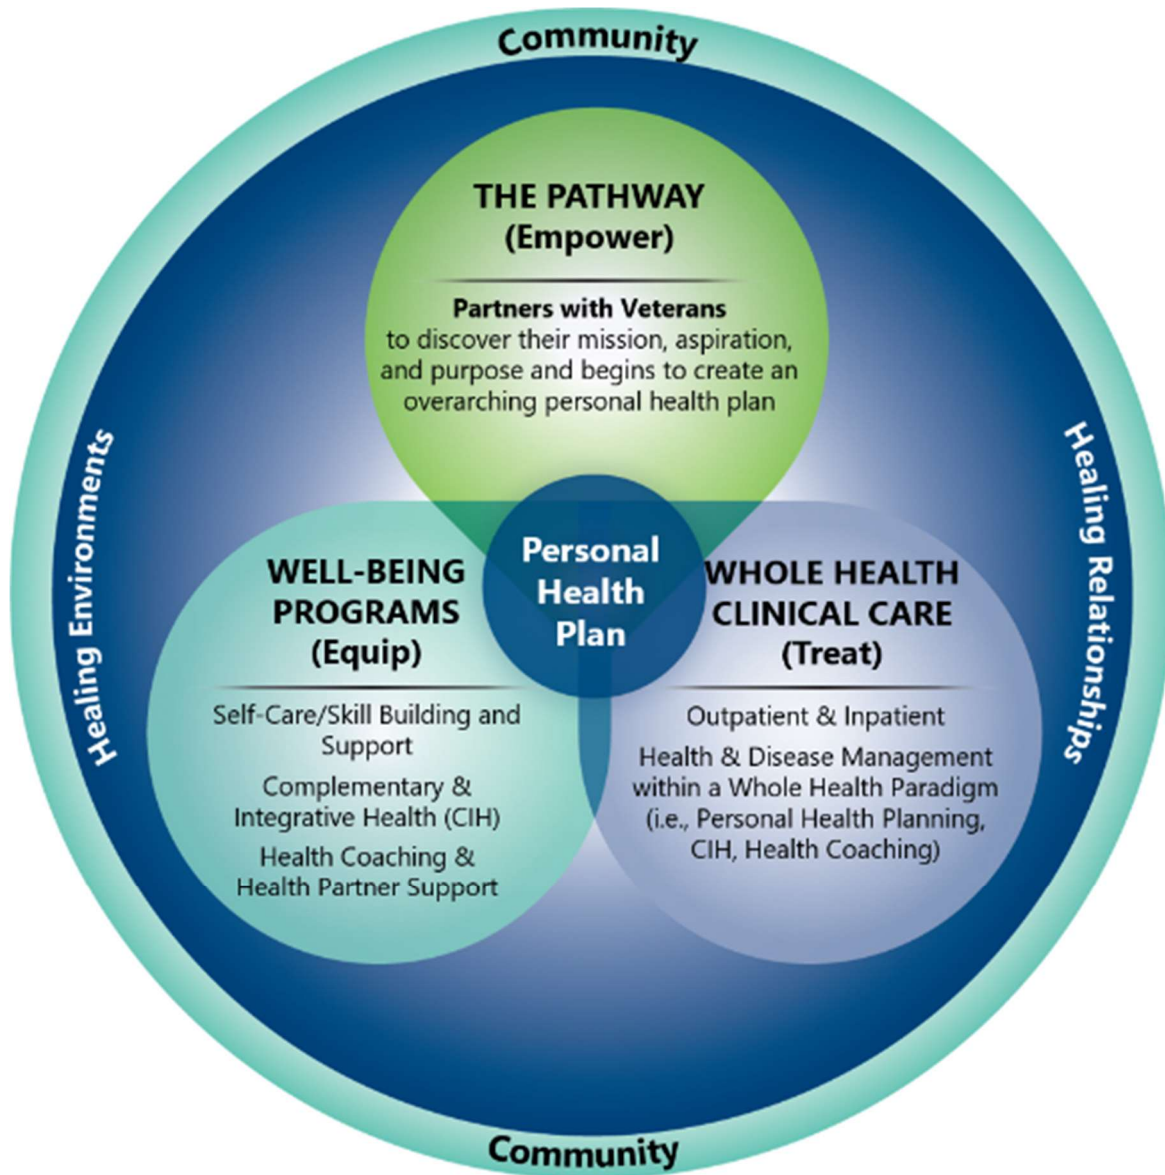 Community
THE PATHWAY
(Empower)
Partners with Veterans
to discover their mission, aspiration,
and purpose and begins to create an
overarching personal health plan
Healing Environments
Healing Relationships
Personal
Health
Plan
WELL-BEING
PROGRAMS
(Equip)
Self-Care/Skill Building and
Support
Complementary &
Integrative Health (CIH)
Health Coaching &
Health Partner Support
WHOLE HEALTH
CLINICAL CARE
(Treat)
Outpatient & Inpatient
Health & Disease Management
within a Whole Health Paradigm
(i.e., Personal Health Planning,
CIH, Health Coaching)
Community